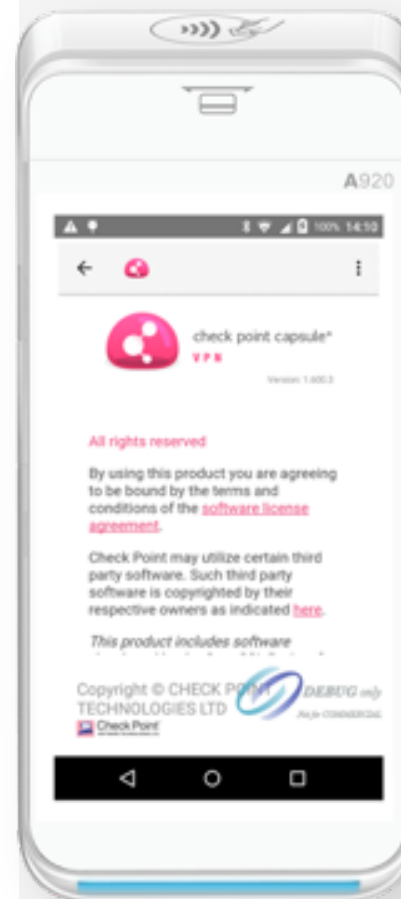 A920
100% 14:10
check point capsule®
VPN
Version: 1.600.3
All rights reserved
By using this product you are agreeing
to be bound by the terms and
conditions of the software license
agreement.
Check Point may utilize certain third
party software. Such third party
software is copyrighted by their
respective owners as indicated here.
This product includes software
Copyright © CHECK POINT
TECHNOLOGIES LTD
Check Point
DEBUG only
Not for COMMERCIAL